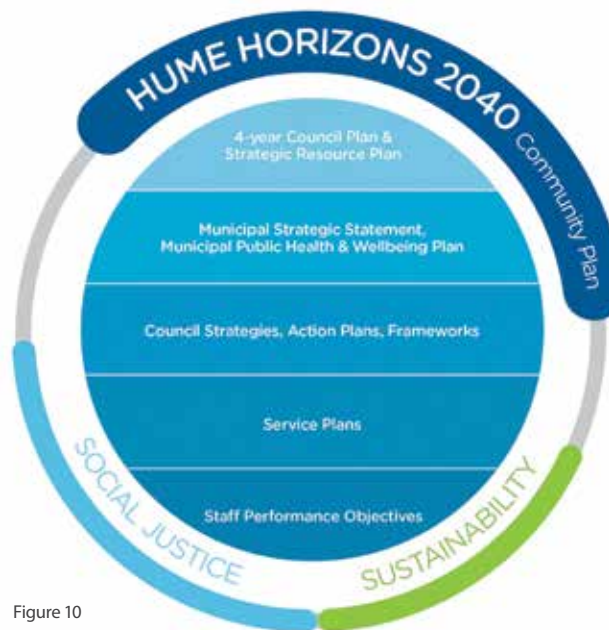 HUME HORIZONS 2040 Community Plan
4-year Council Plan &
Strategic Resource Plan
Municipal Strategic Statement,
Municipal Public Health & Wellbeing Plan
Council Strategies, Action Plans, Frameworks
Service Plans
Staff Performance Objectives
SOCIAL JUSTICE
SUSTAINABILITY
Figure 10